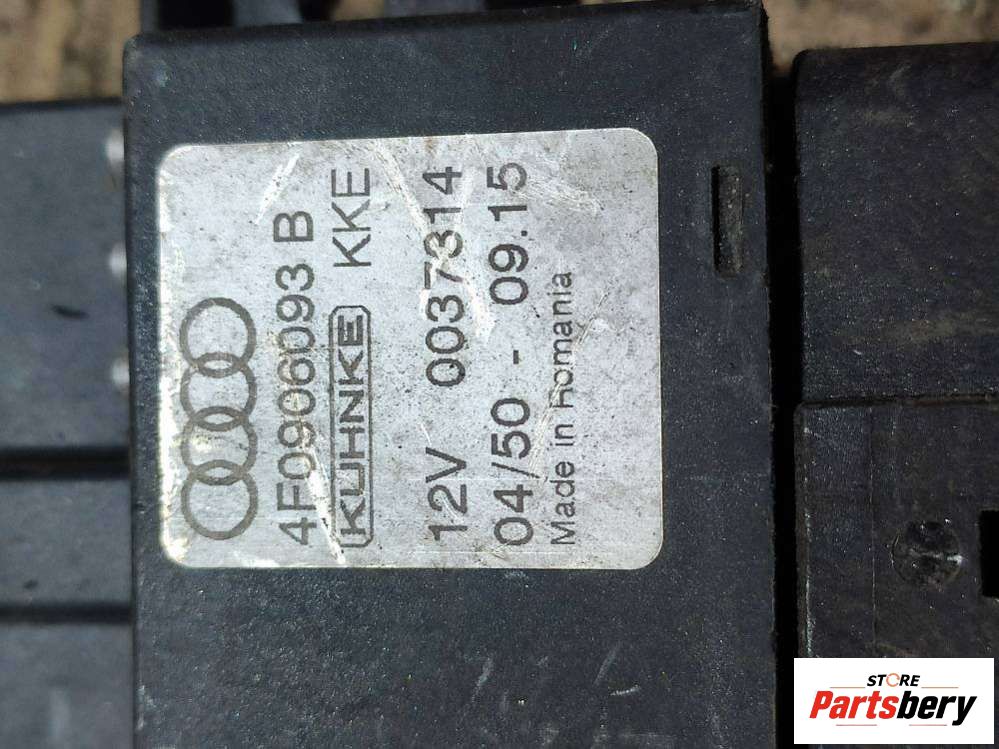 4F0906093 B
KUHNKE KKE
12V 0037314
04/50 - 09.15
Made in Romania
STORE
Partsbery